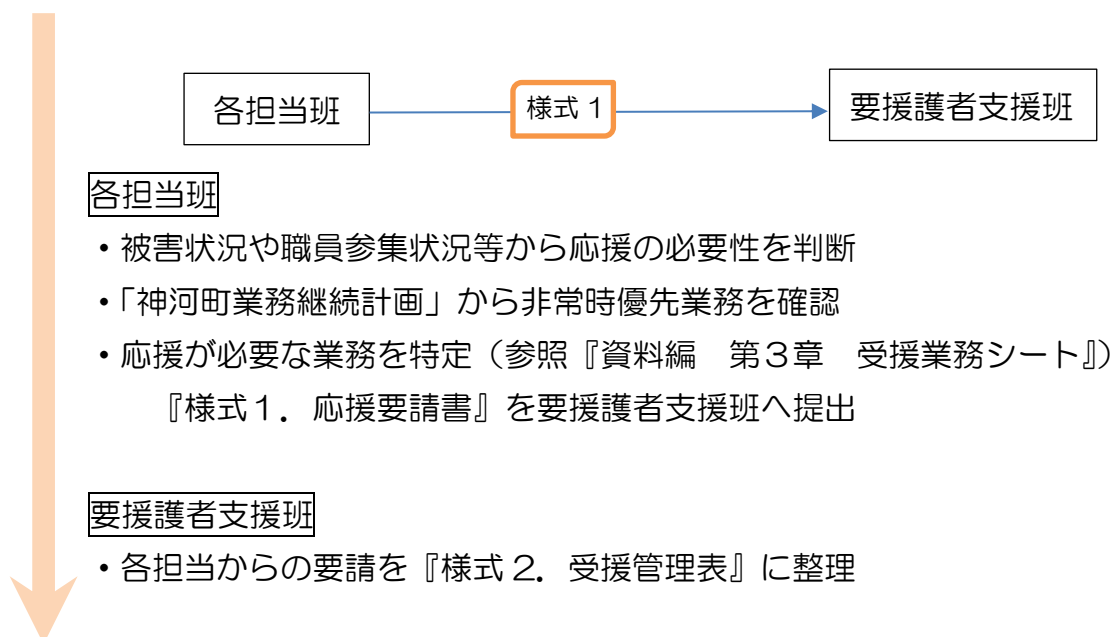 各担当班
様式 1
要援護者支援班
各担当班
・被害状況や職員参集状況等から応援の必要性を判断
・「神河町業務継続計画」から非常時優先業務を確認
・応援が必要な業務を特定（参照『資料編　第３章　受援業務シート』）
『様式１．応援要請書』を要援護者支援班へ提出
要援護者支援班
・各担当からの要請を『様式 2．受援管理表』に整理